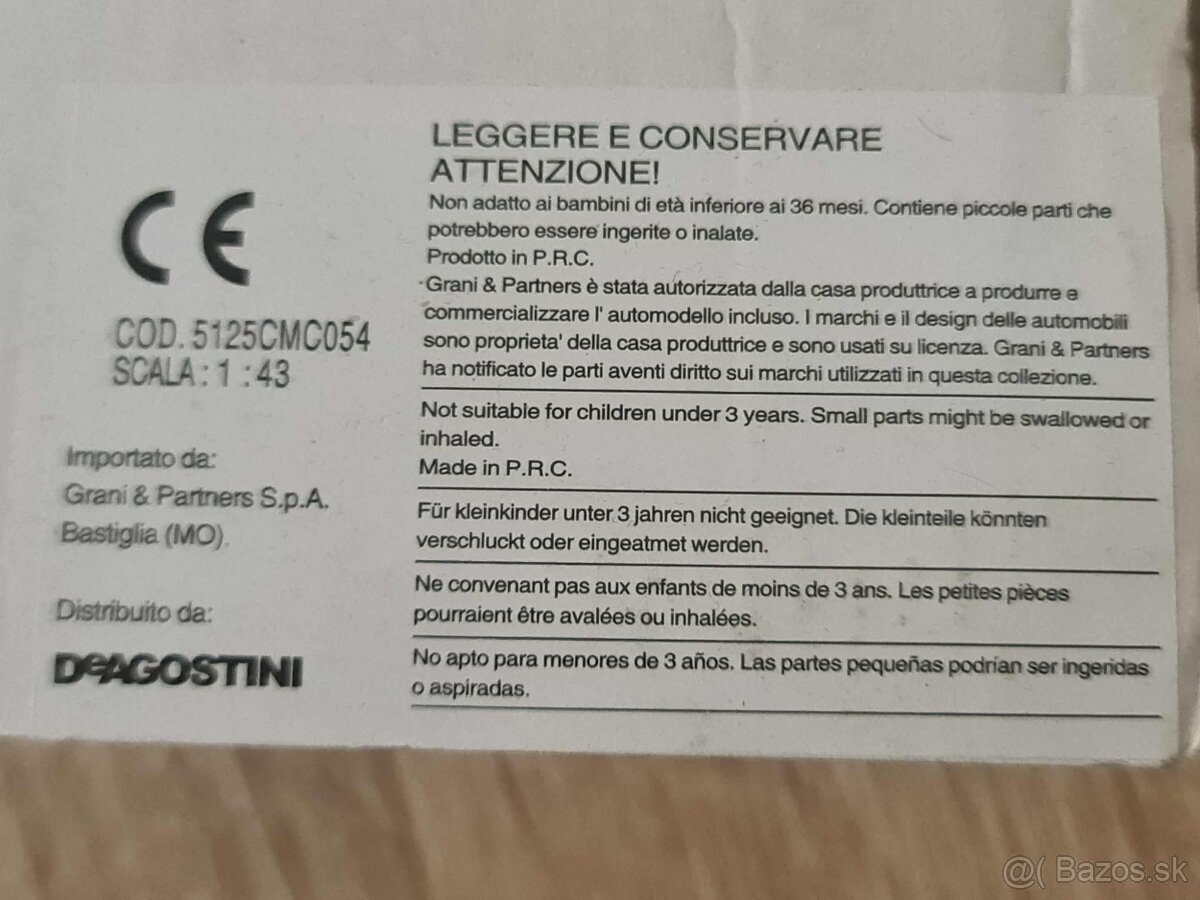 CE
COD. 5125CMC054
SCALA : 1 : 43
Importato da:
Grani & Partners S.p.A.
Bastiglia (MO).
Distribuito da:
DeAGOSTINI
LEGGERE E CONSERVARE
ATTENZIONE!
Non adatto ai bambini di età inferiore ai 36 mesi. Contiene piccole parti che
potrebbero essere ingerite o inalate.
Prodotto in P.R.C.
Grani & Partners è stata autorizzata dalla casa produttrice a produrre e
commercializzare l' automodello incluso. I marchi e il design delle automobili
sono proprieta' della casa produttrice e sono usati su licenza. Grani & Partners
ha notificato le parti aventi diritto sui marchi utilizzati in questa collezione.
Not suitable for children under 3 years. Small parts might be swallowed or
inhaled.
Made in P.R.C.
Für kleinkinder unter 3 jahren nicht geeignet. Die kleinteile könnten
verschluckt oder eingeatmet werden.
Ne convenant pas aux enfants de moins de 3 ans. Les petites pièces
pourraient être avalées ou inhalées.
No apto para menores de 3 años. Las partes pequeñas podrían ser ingeridas
o aspiradas.
@( Bazos.sk